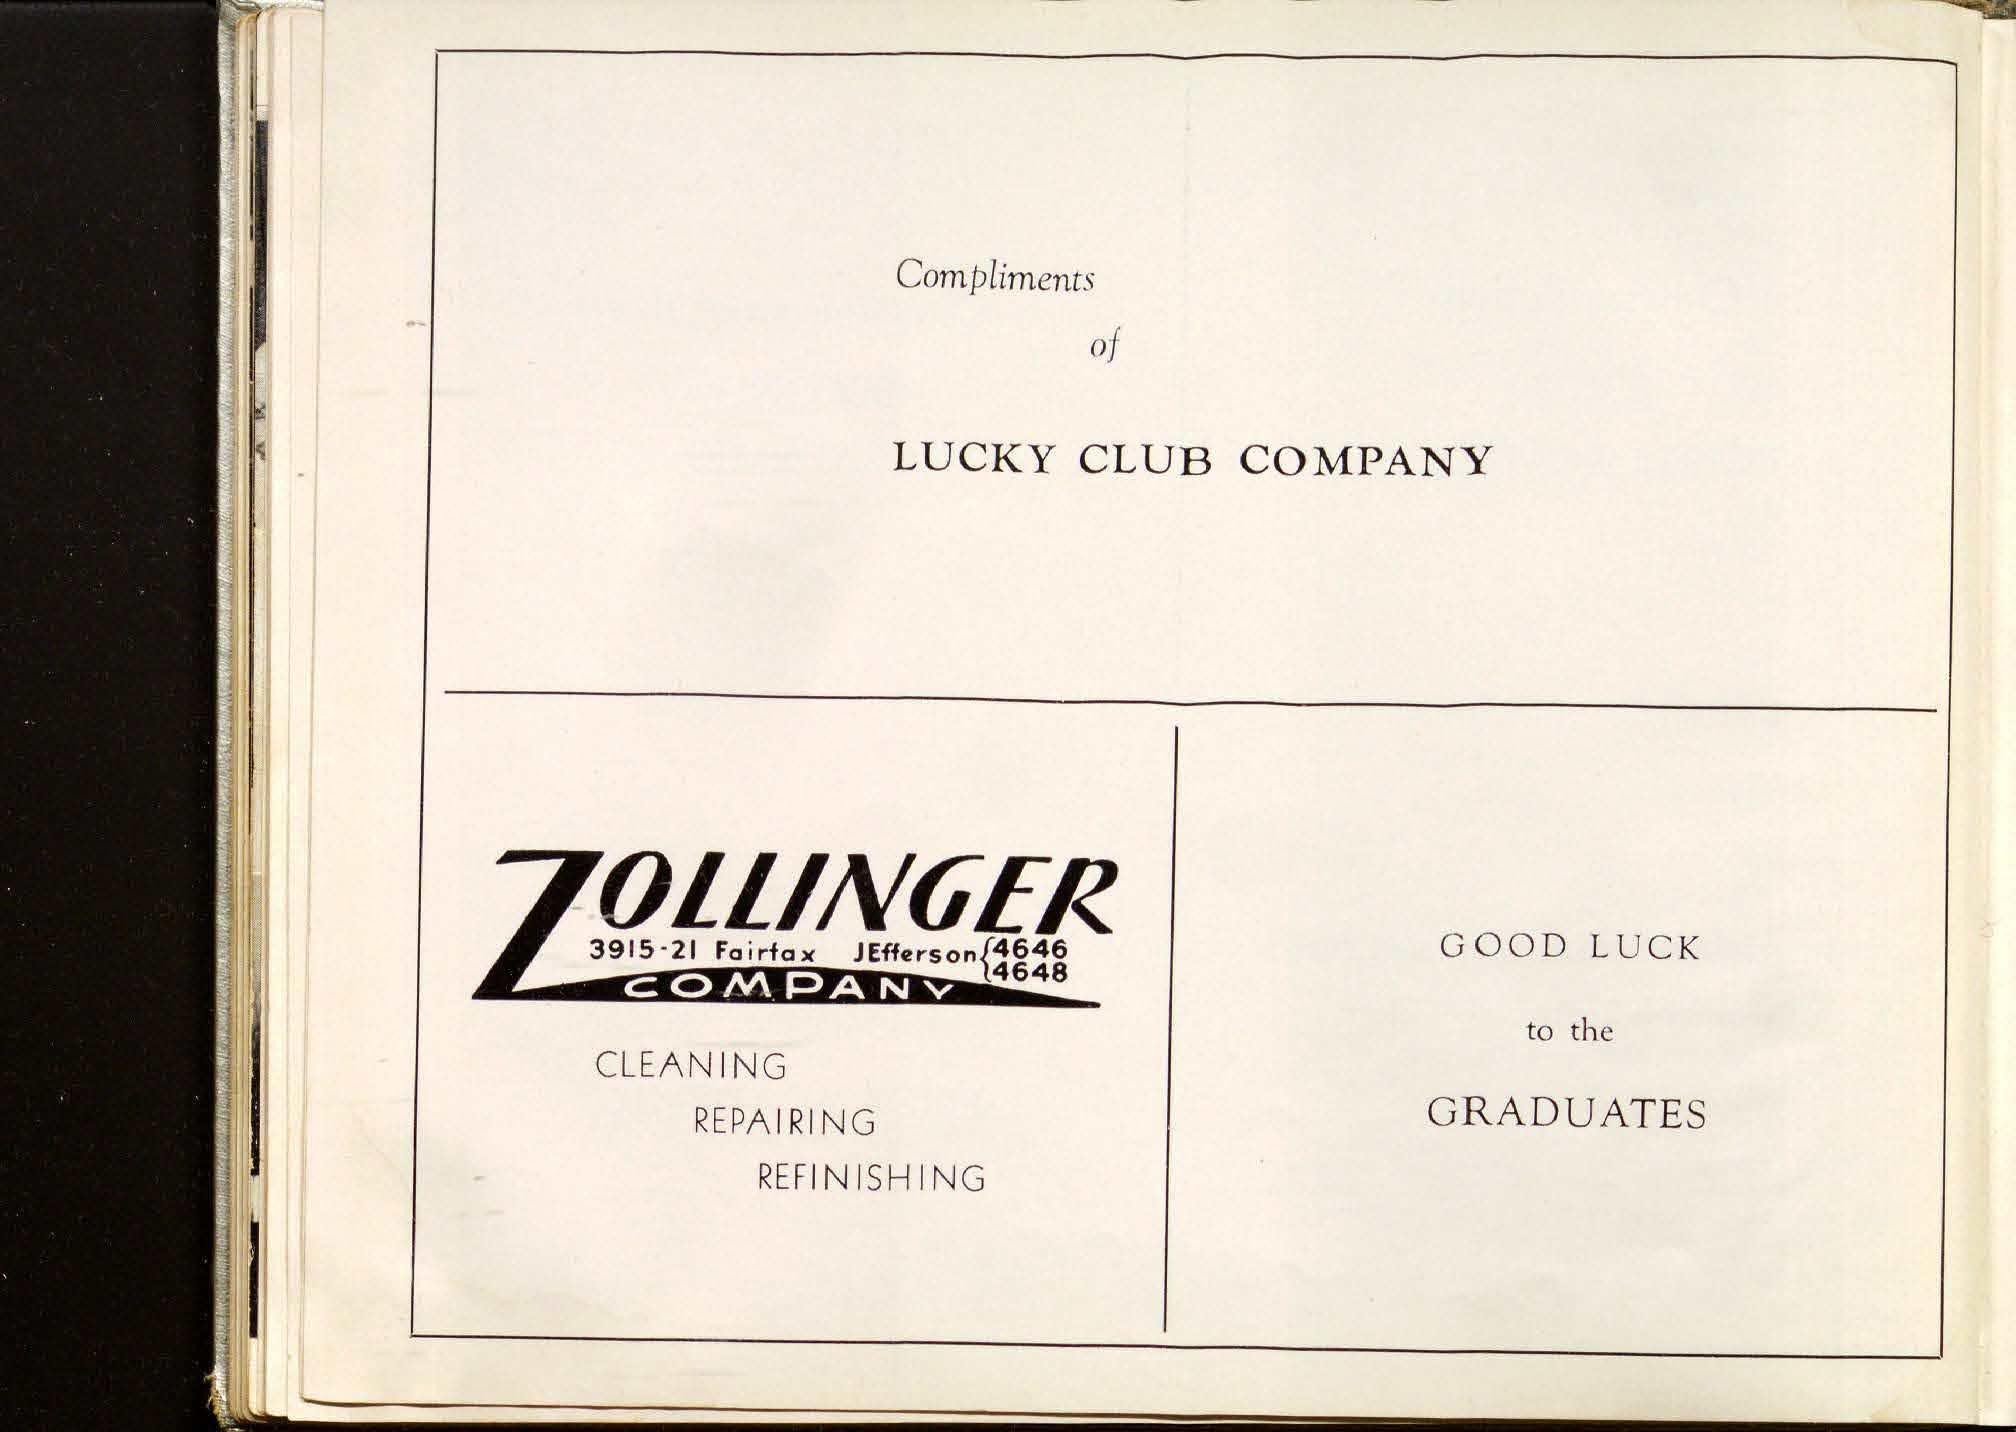 Compliments
of
LUCKY CLUB COMPANY
ZOLLINGER
3915-21 Fairfax JEfferson {4646
{4648
COMPANY
CLEANING
REPAIRING
REFINISHING
GOOD LUCK
to the
GRADUATES